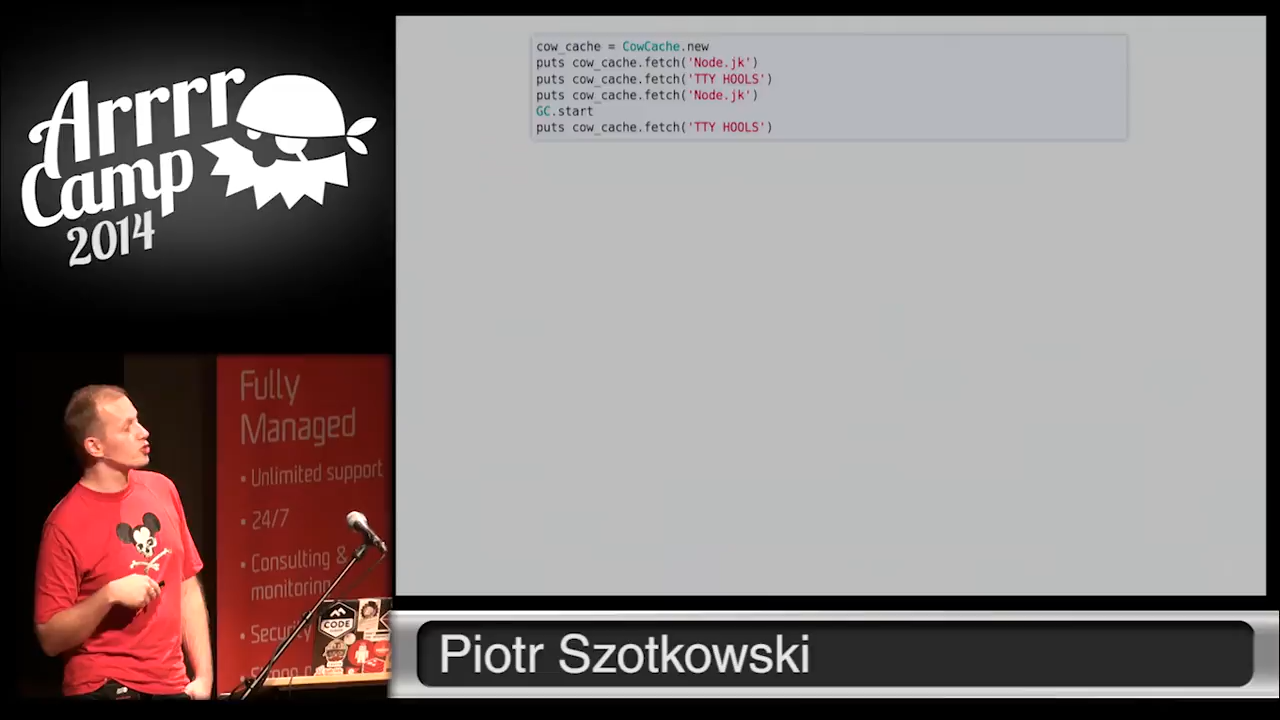 Arrrr
Camp
2014
cow_cache = CowCache.new
puts cow_cache.fetch('Node.jk')
puts cow_cache.fetch('TTY HOOLS')
puts cow_cache.fetch('Node.jk')
GC.start
puts cow_cache.fetch('TTY HOOLS')
Fully
Managed
• Unlimited support
• 24/7
• Consulting &
monitoring
• Security
CODE
Piotr Szotkowski